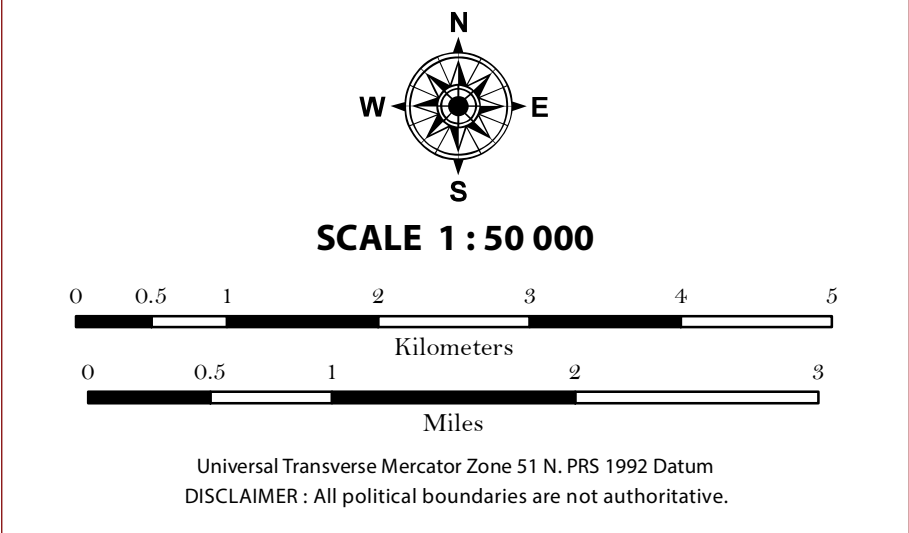 N
W E
S
SCALE 1 : 50 000
0 0.5 1 2 3 4 5
Kilometers
0 0.5 1 2 3
Miles
Universal Transverse Mercator Zone 51 N. PRS 1992 Datum
DISCLAIMER : All political boundaries are not authoritative.